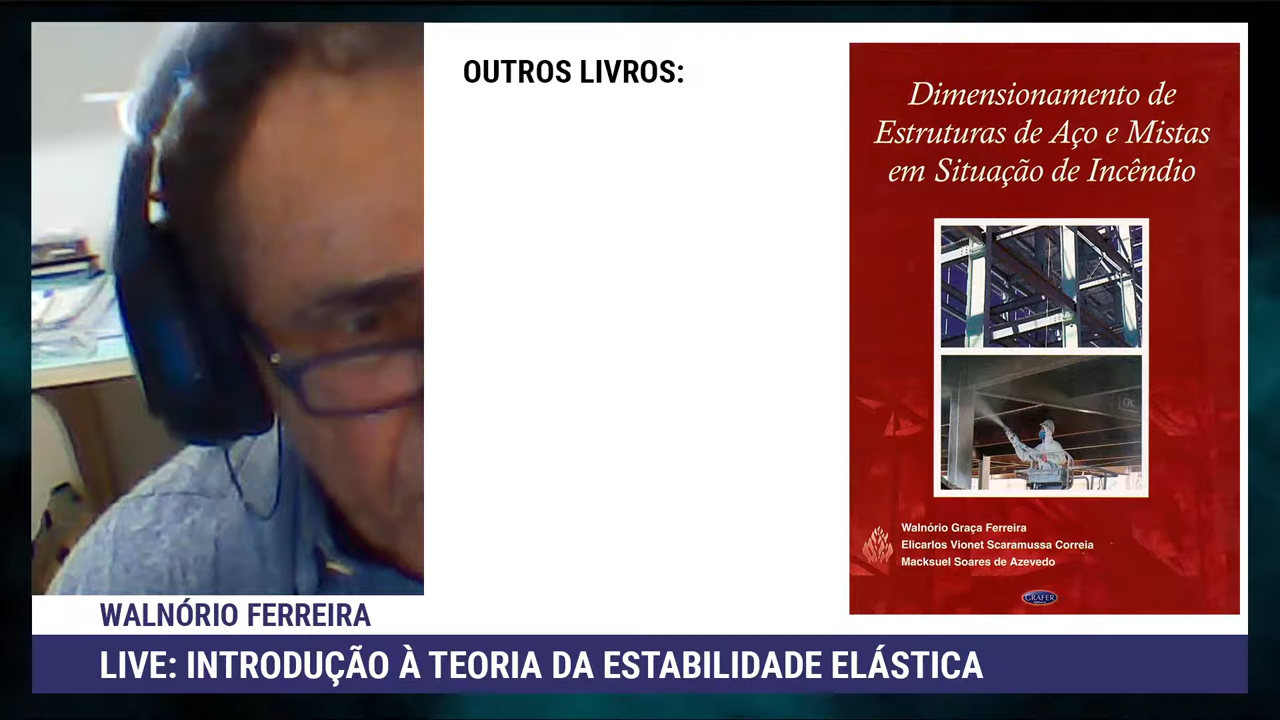 OUTROS LIVROS:
Dimensionamento de
Estruturas de Aço e Mistas
em Situação de Incêndio
Walnório Graça Ferreira
Elicarlos Vionet Scaramussa Correia
Macksuel Soares de Azevedo
GRAFER
WALNÓRIO FERREIRA
LIVE: INTRODUÇÃO À TEORIA DA ESTABILIDADE ELÁSTICA